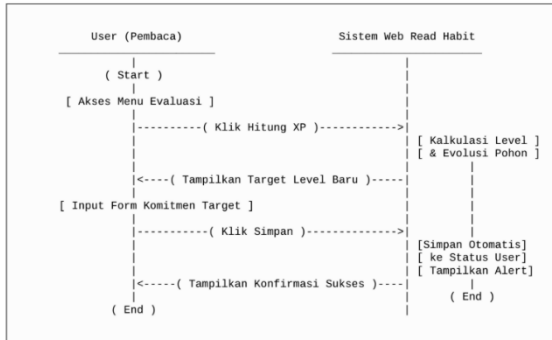 User (Pembaca) Sistem Web Read Habit
( Start )
[ Akses Menu Evaluasi ]
( Klik Hitung XP )
[ Kalkulasi Level ]
[ & Evolusi Pohon ]
( Tampilkan Target Level Baru )
[ Input Form Komitmen Target ]
( Klik Simpan )
[Simpan Otomatis]
[ ke Status User]
[ Tampilkan Alert]
( Tampilkan Konfirmasi Sukses )
( End )
( End )